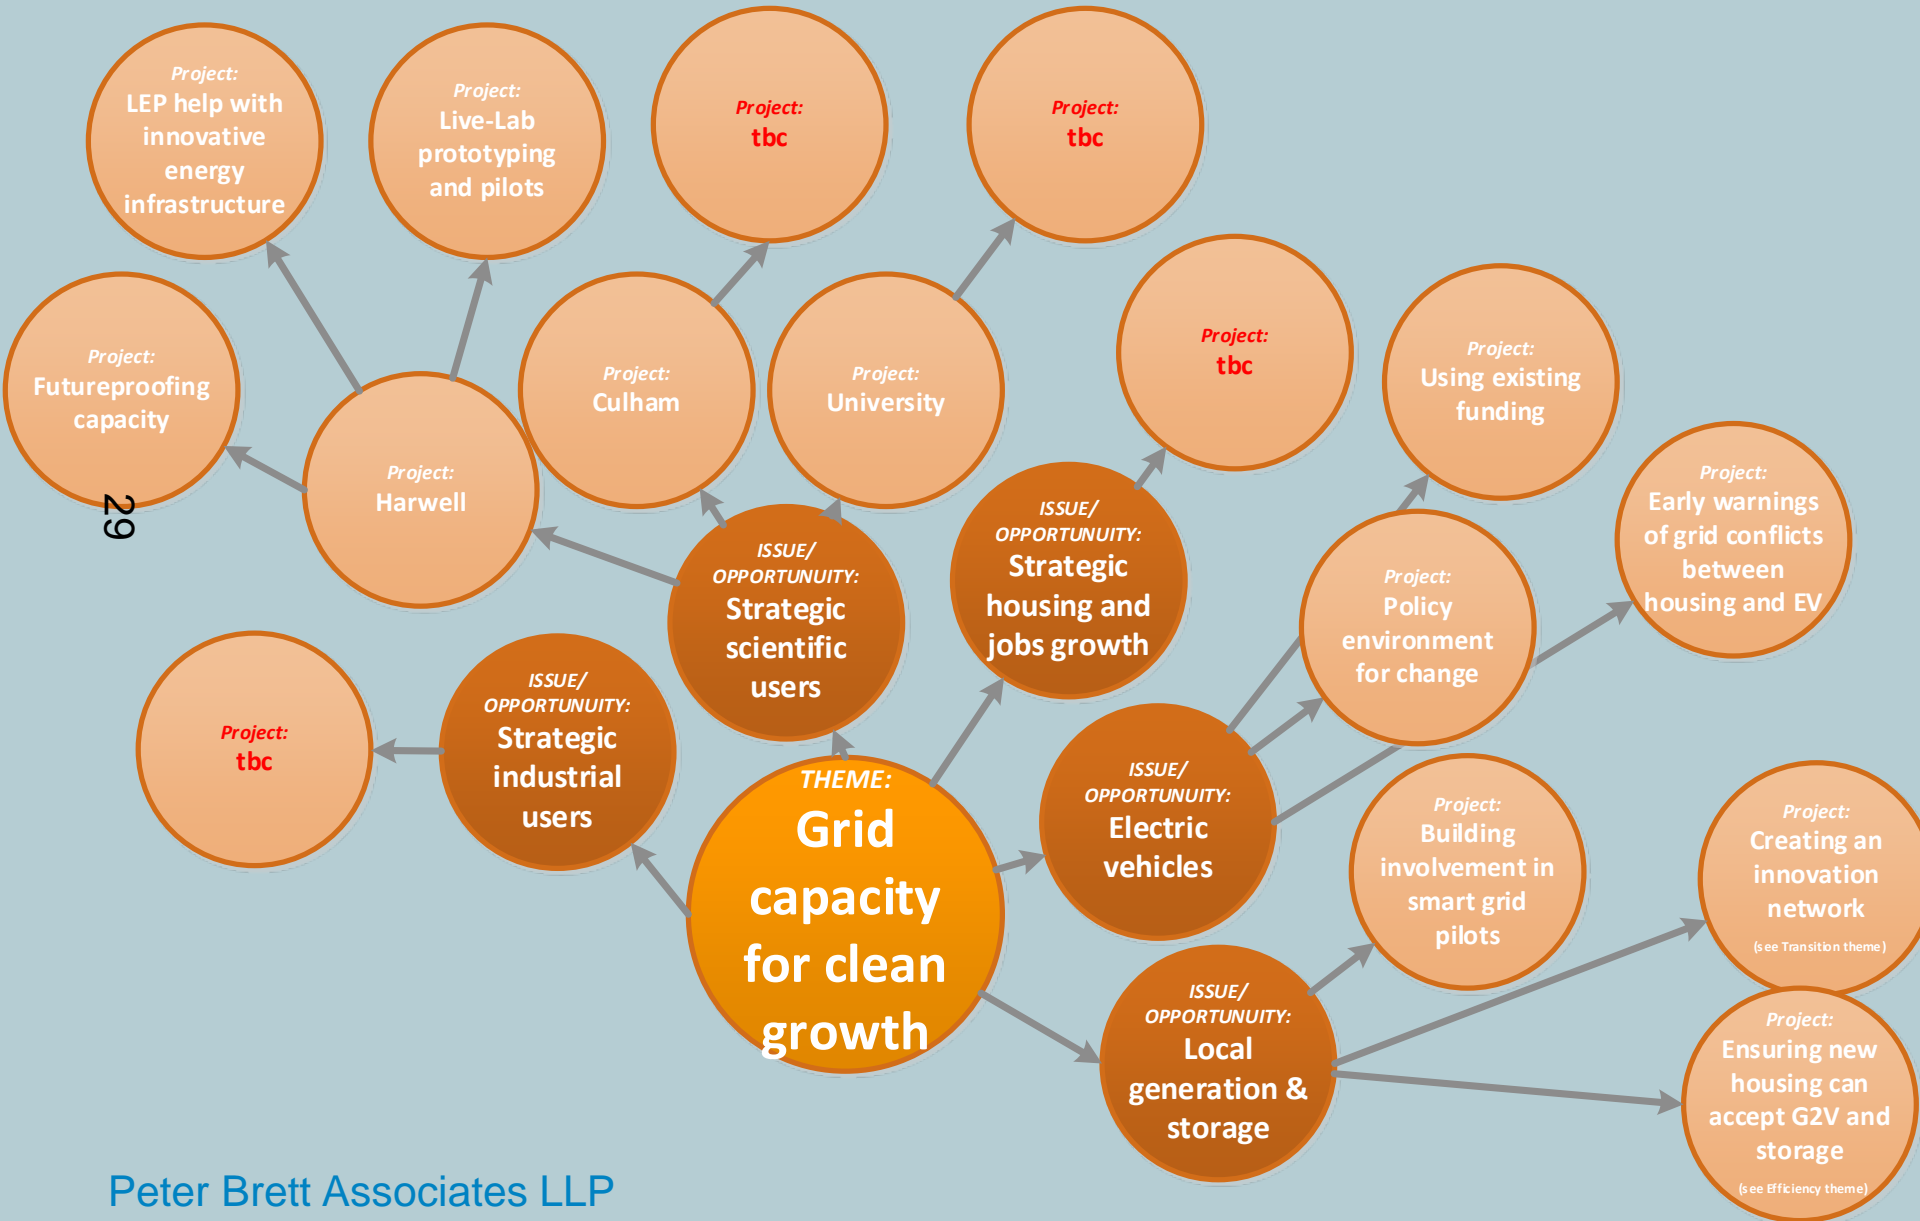 Project:
LEP help with
innovative
energy
infrastructure
Project:
Live-Lab
prototyping
and pilots
Project:
tbc
Project:
tbc
Project:
Futureproofing
capacity
Project:
Harwell
Project:
Culham
Project:
University
Project:
tbc
Project:
Using existing
funding
Project:
Early warnings
of grid conflicts
between
housing and EV
29
ISSUE/
OPPORTUNUITY:
Strategic
scientific
users
ISSUE/
OPPORTUNUITY:
Strategic
housing and
jobs growth
Project:
Policy
environment
for change
Project:
tbc
ISSUE/
OPPORTUNUITY:
Strategic
industrial
users
THEME:
Grid
capacity
for clean
growth
ISSUE/
OPPORTUNUITY:
Electric
vehicles
Project:
Building
involvement in
smart grid
pilots
Project:
Creating an
innovation
network
(see Transition theme)
ISSUE/
OPPORTUNUITY:
Local
generation &
storage
Project:
Ensuring new
housing can
accept G2V and
storage
(see Efficiency theme)
Peter Brett Associates LLP